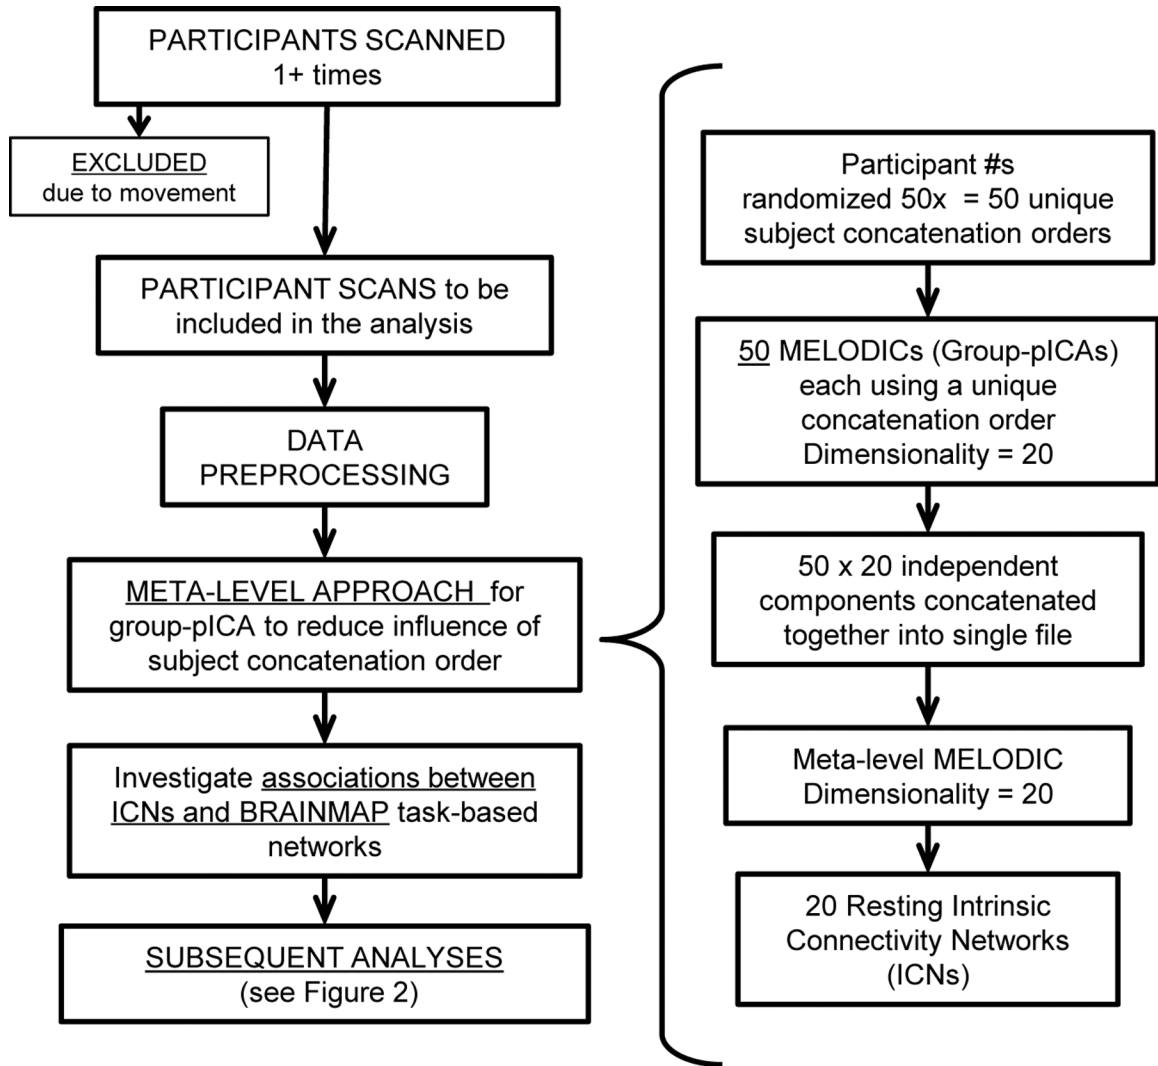 PARTICIPANTS SCANNED
1+ times
EXCLUDED
due to movement
PARTICIPANT SCANS to be
included in the analysis
DATA
PREPROCESSING
META-LEVEL APPROACH for
group-pICA to reduce influence of
subject concatenation order
Investigate associations between
ICNs and BRAINMAP task-based
networks
SUBSEQUENT ANALYSES
(see Figure 2)
Participant #s
randomized 50x = 50 unique
subject concatenation orders
50 MELODICs (Group-pICAs)
each using a unique
concatenation order
Dimensionality = 20
50 x 20 independent
components concatenated
together into single file
Meta-level MELODIC
Dimensionality = 20
20 Resting Intrinsic
Connectivity Networks
(ICNs)